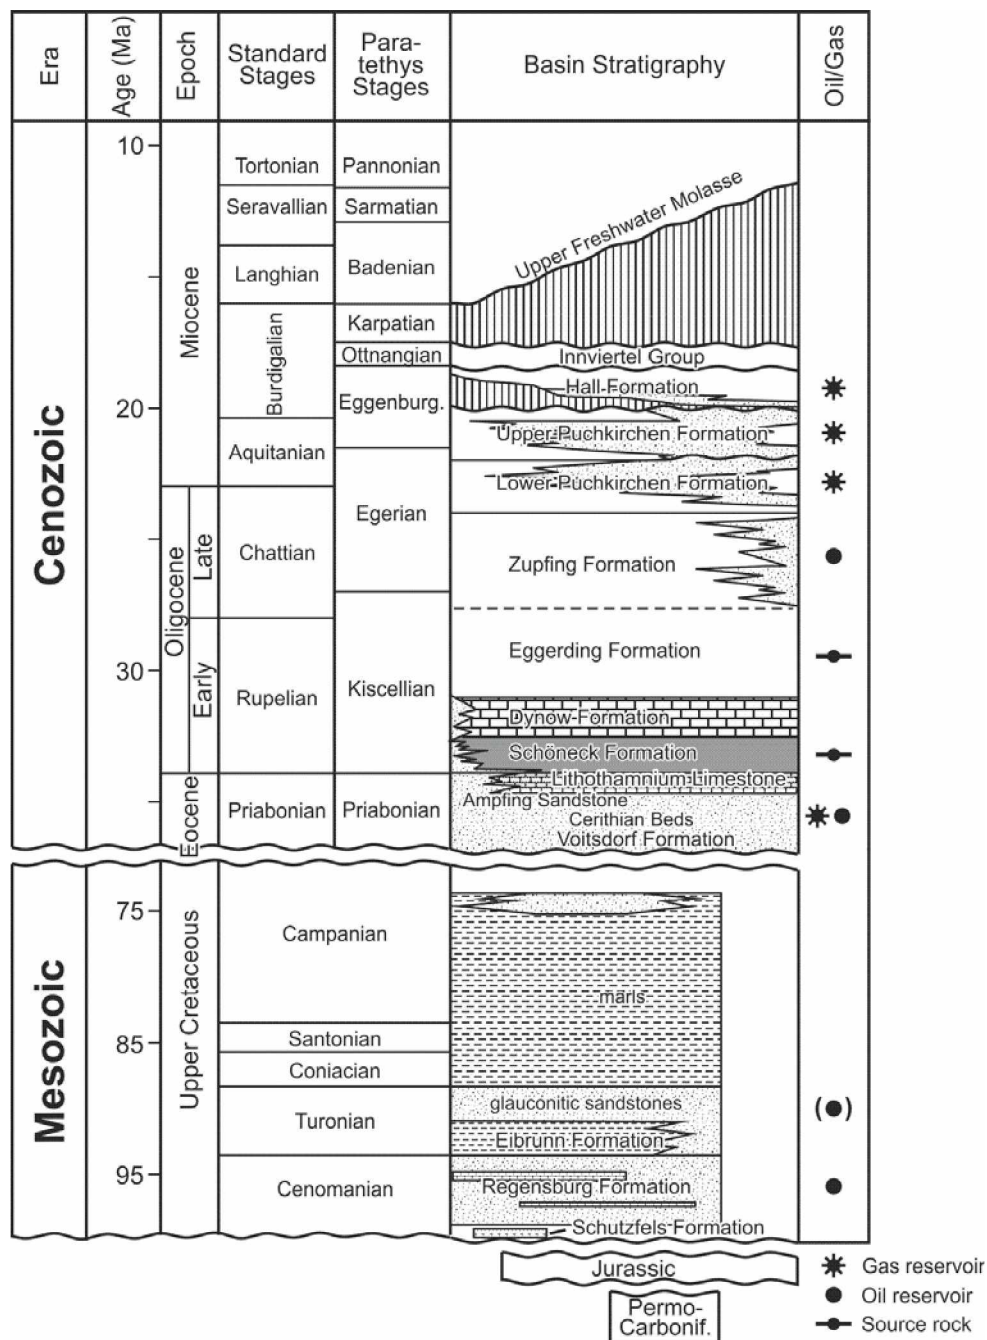 Era
Age (Ma)
Epoch
Standard
Stages
Para-
tethys
Stages
Basin Stratigraphy
Oil/Gas
Cenozoic
10
20
30
Miocene
Oligocene
Late
Early
Eocene
Tortonian
Seravallian
Langhian
Burdigalian
Aquitanian
Chattian
Rupelian
Priabonian
Pannonian
Sarmatian
Badenian
Karpatian
Ottnangian
Eggenburg.
Egerian
Kiscellian
Priabonian
Upper Freshwater Molasse
Innviertel Group
Hall Formation
Upper Puchkirchen Formation
Lower Puchkirchen Formation
Zupfing Formation
Eggerding Formation
Dynow Formation
Schöneck Formation
Lithothamnium Limestone
Ampfing Sandstone
Cerithian Beds
Voitsdorf Formation
Mesozoic
75
85
95
Upper Cretaceous
Campanian
Santonian
Coniacian
Turonian
Cenomanian
marls
glauconitic sandstones
Eibrunn Formation
Regensburg Formation
Schutzfels Formation
( )
Jurassic
Permo-
Carbonif.
Gas reservoir
Oil reservoir
Source rock